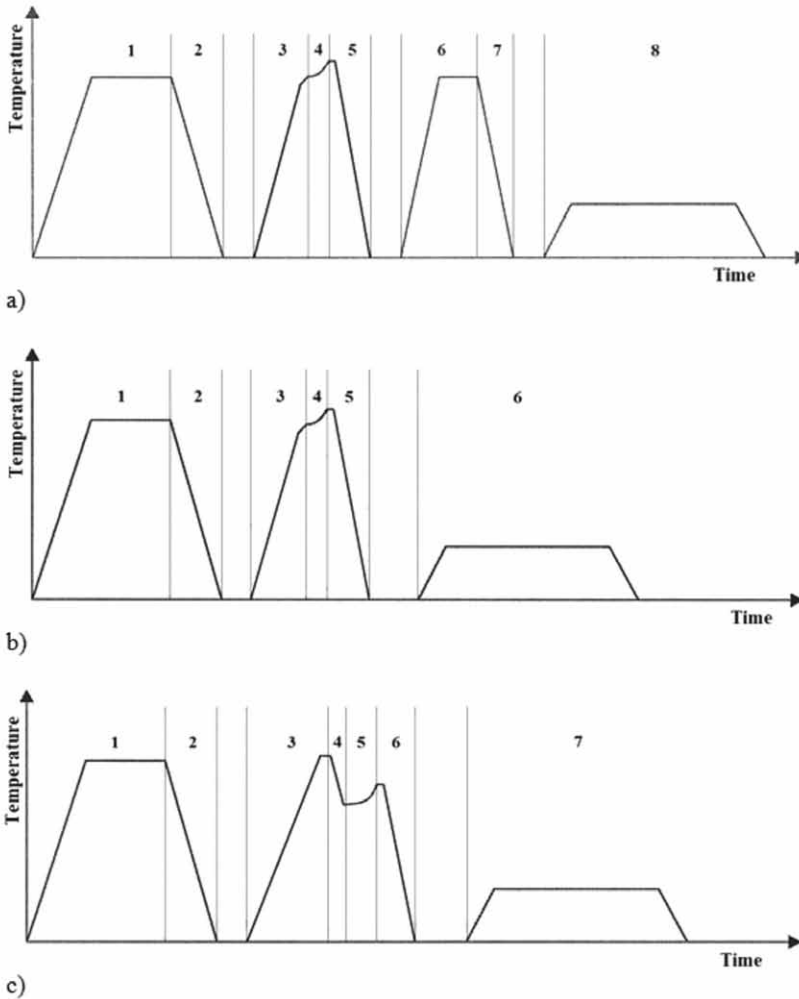 Temperature
1 2 3 4 5 6 7 8
Time
a)
Temperature
1 2 3 4 5 6
Time
b)
Temperature
1 2 3 4 5 6 7
Time
c)